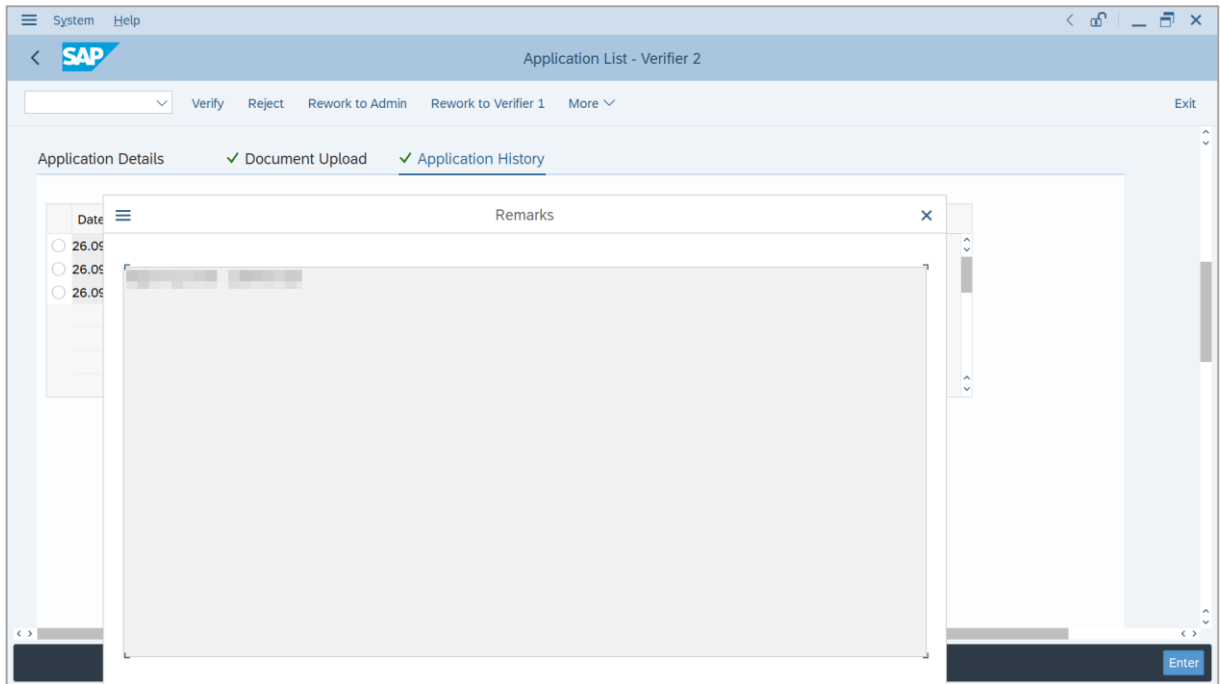 System Help
SAP Application List - Verifier 2
Verify Reject Rework to Admin Rework to Verifier 1 More Exit
Application Details Document Upload Application History
Remarks
Date
26.09
26.09
26.09
Enter